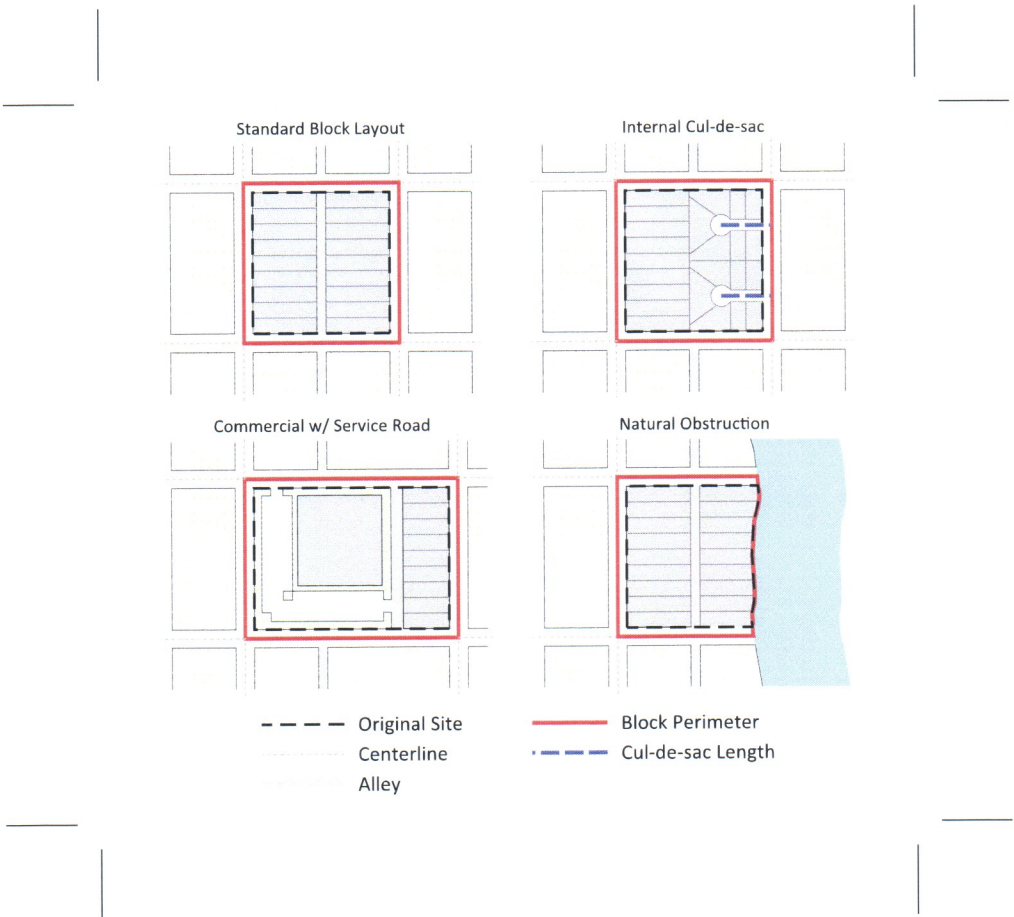 Standard Block Layout
Internal Cul-de-sac
Commercial w/ Service Road
Natural Obstruction
Original Site
Block Perimeter
Centerline
Cul-de-sac Length
Alley